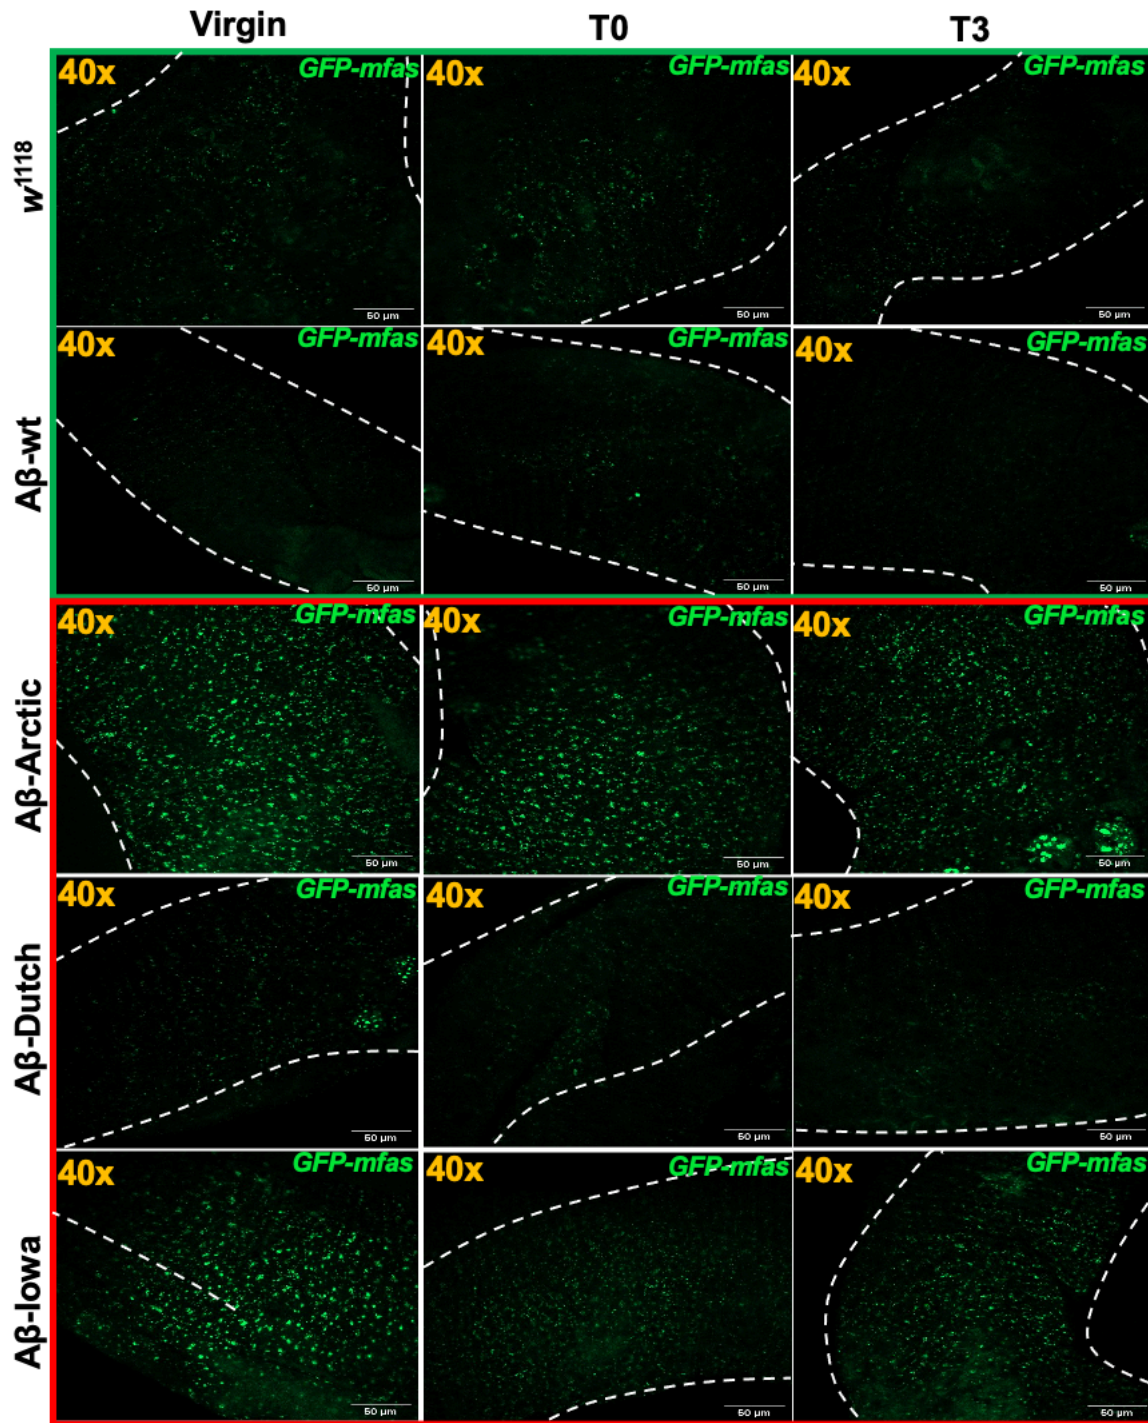 Virgin T0 T3
w1118
40x GFP-mfas 40x GFP-mfas 40x GFP-mfas
50 µm 50 µm 50 µm
Aβ-wt
40x GFP-mfas 40x GFP-mfas 40x GFP-mfas
50 µm 50 µm 50 µm
Aβ-Arctic
40x GFP-mfas 40x GFP-mfas 40x GFP-mfas
50 µm 50 µm 50 µm
Aβ-Dutch
40x GFP-mfas 40x GFP-mfas 40x GFP-mfas
50 µm 50 µm 50 µm
Aβ-Iowa
40x GFP-mfas 40x GFP-mfas 40x GFP-mfas
50 µm 50 µm 50 µm